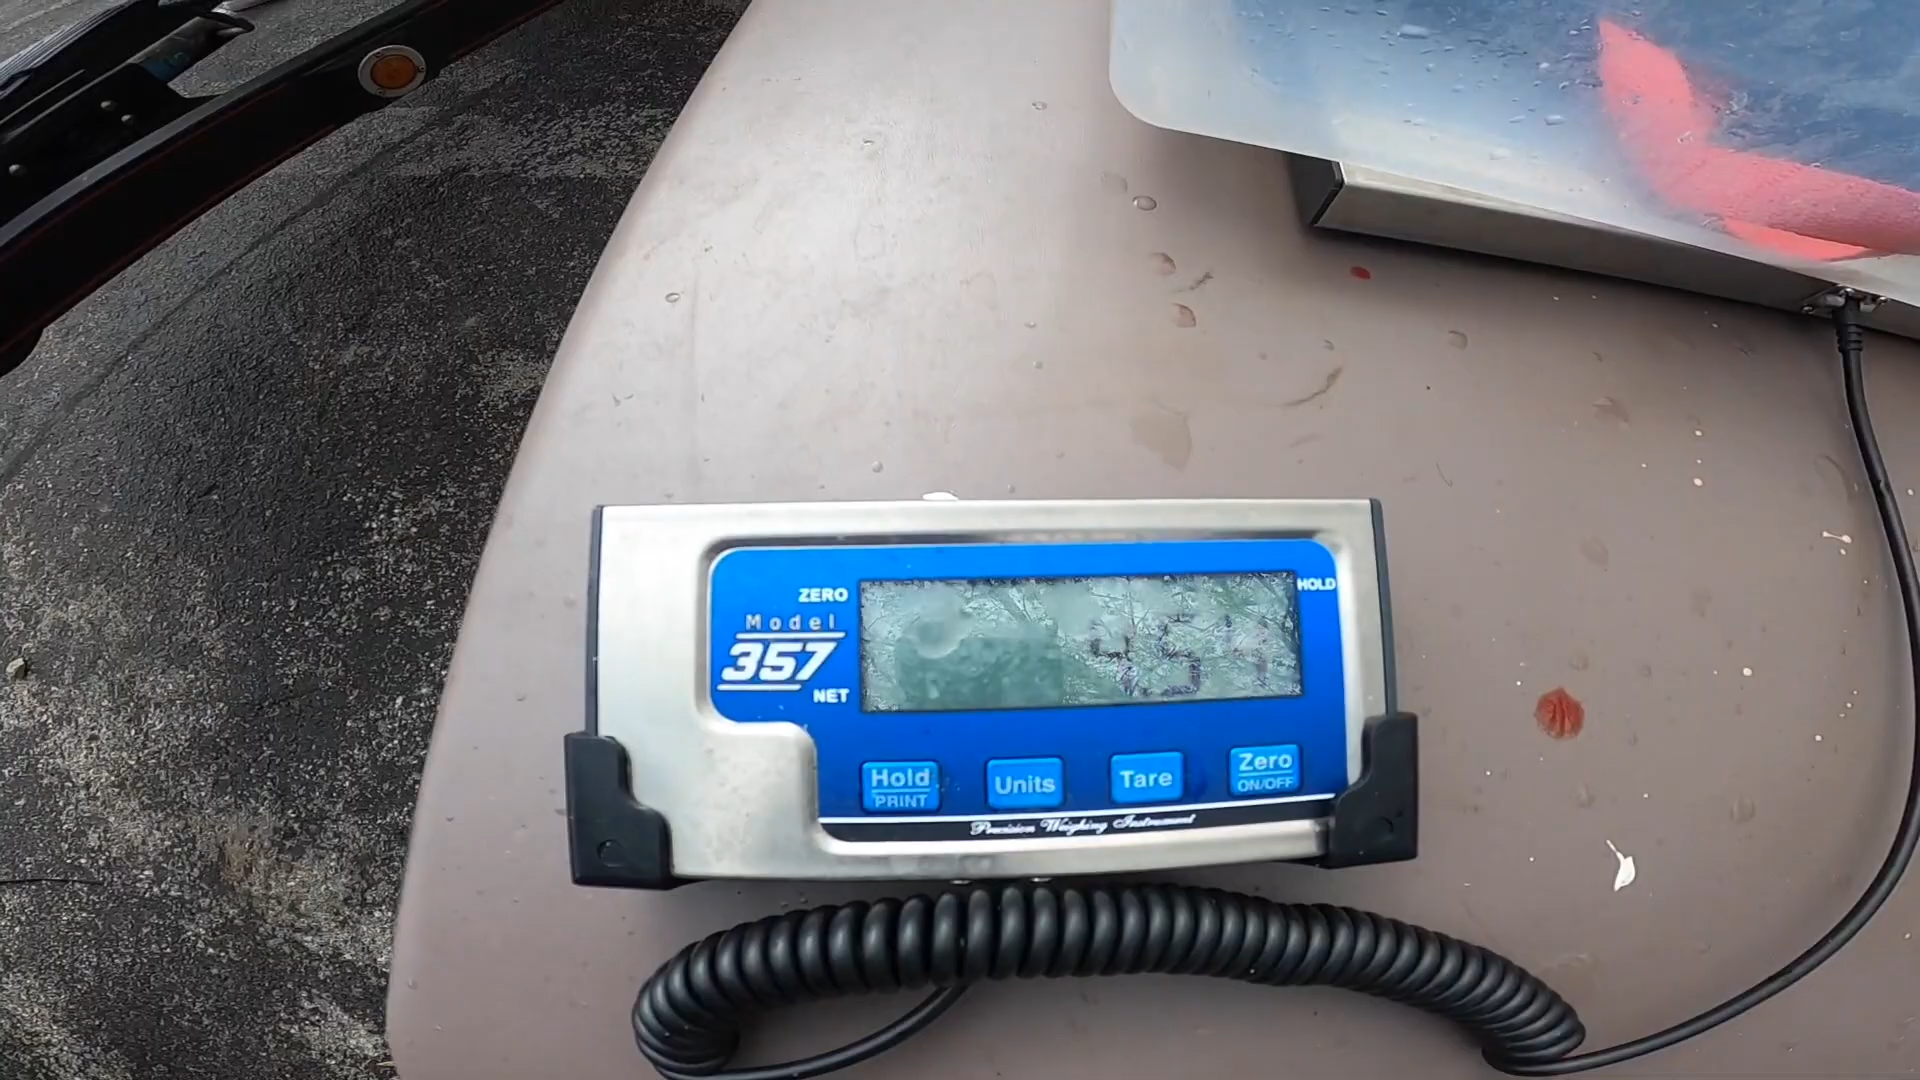 ZERO
HOLD
Model
357
NET
Hold
PRINT
Units
Tare
Zero
ON/OFF
Precision Weighing Instrument